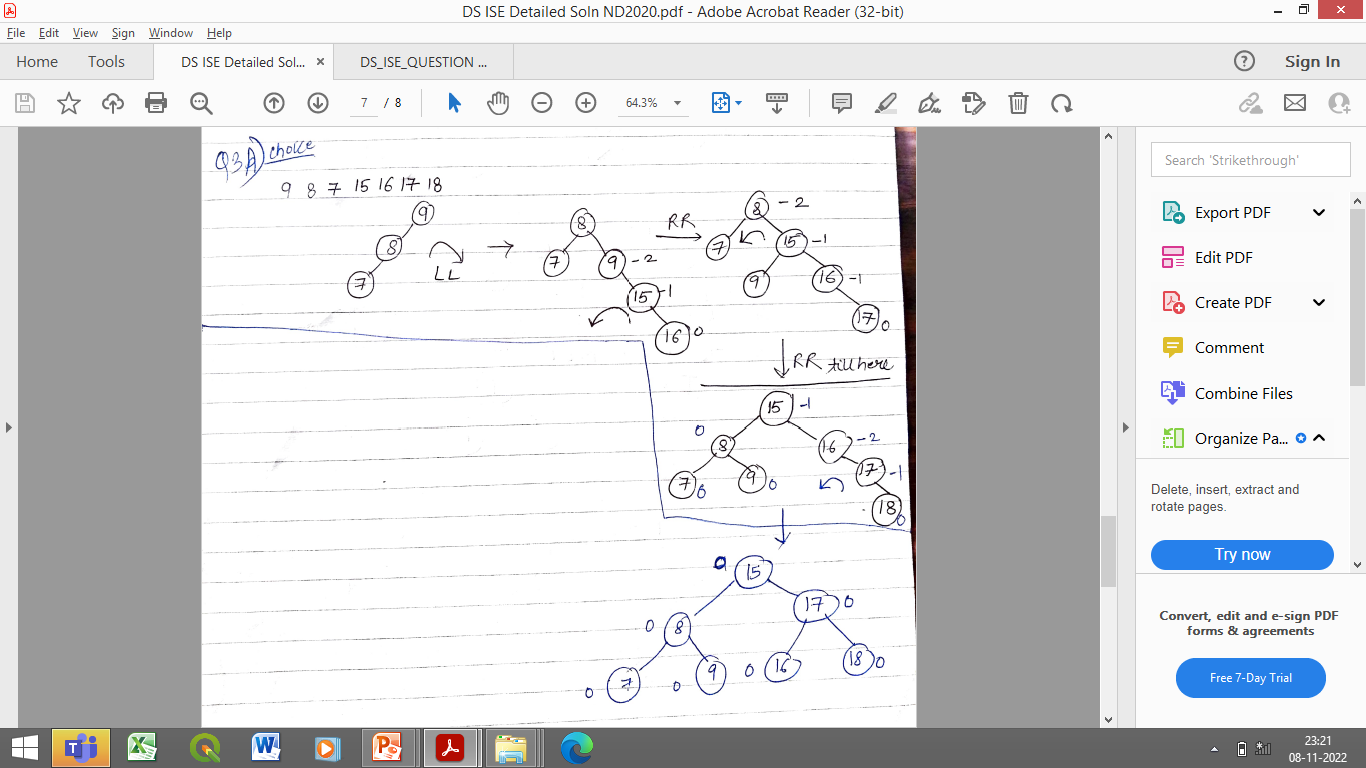 DS ISE Detailed Soln ND2020.pdf - Adobe Acrobat Reader (32-bit)
File Edit View Sign Window Help
Home Tools DS ISE Detailed Sol... × DS_ISE_QUESTION ... Sign In
7 / 8 64.3%
Q3A) choice
9 8 7 15 16 17 18
9
8
7
LL
8
7 9 -2
15 -1
16 0
RR
8 -2
7 15 -1
9 16 -1
17 0
RR till here
15 -1
0 8 16 -2
7 0 9 0 17 -1
18 0
0 15
0 8 17 0
0 7 0 9 0 16 18 0
Search 'Strikethrough'
Export PDF
Edit PDF
Create PDF
Comment
Combine Files
Organize Pa...
Delete, insert, extract and
rotate pages.
Try now
Convert, edit and e-sign PDF
forms & agreements
Free 7-Day Trial
23:21
08-11-2022